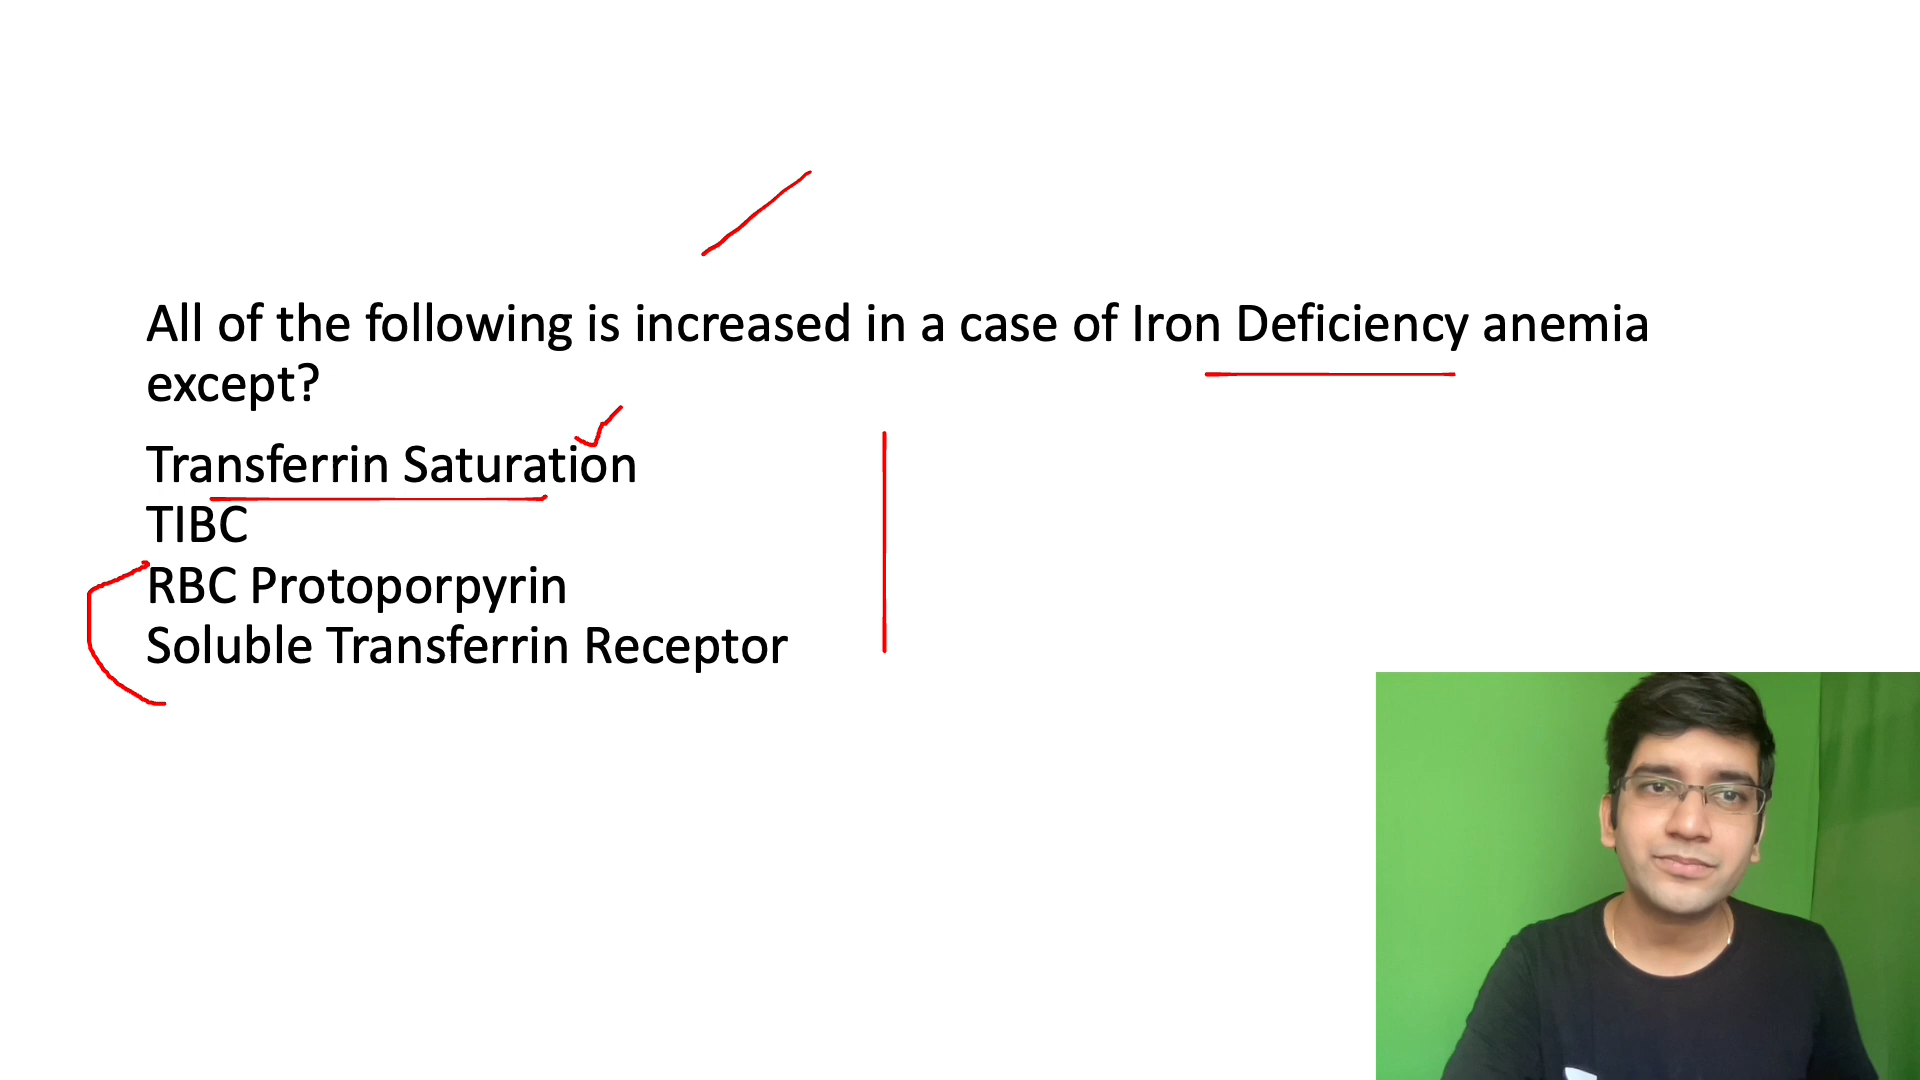 All of the following is increased in a case of Iron Deficiency anemia
except?
Transferrin Saturation
TIBC
RBC Protoporpyrin
Soluble Transferrin Receptor